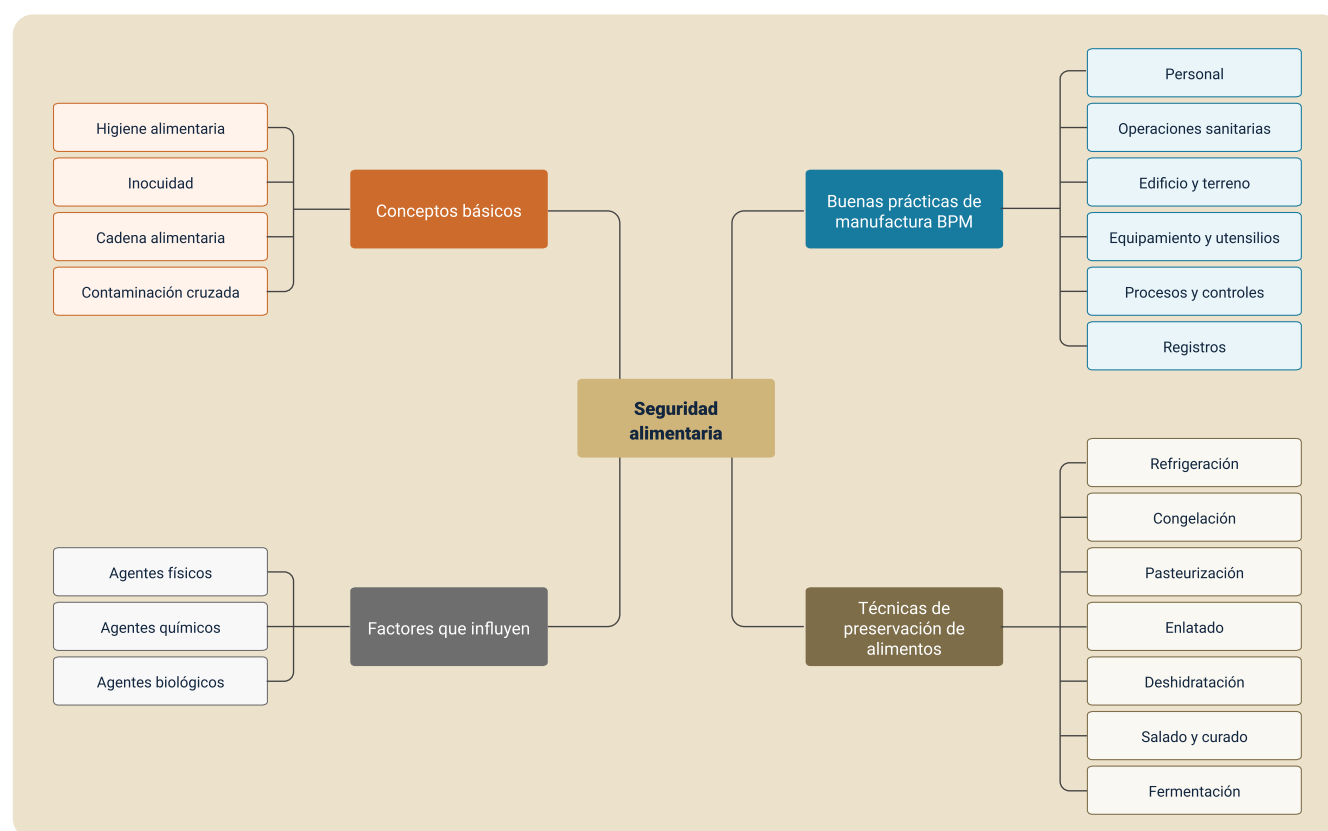 Higiene alimentaria
Inocuidad
Cadena alimentaria
Contaminación cruzada
Conceptos básicos
Buenas prácticas de
manufactura BPM
Personal
Operaciones sanitarias
Edificio y terreno
Equipamiento y utensilios
Procesos y controles
Registros
Seguridad
alimentaria
Agentes físicos
Agentes químicos
Agentes biológicos
Factores que influyen
Técnicas de
preservación de
alimentos
Refrigeración
Congelación
Pasteurización
Enlatado
Deshidratación
Salado y curado
Fermentación